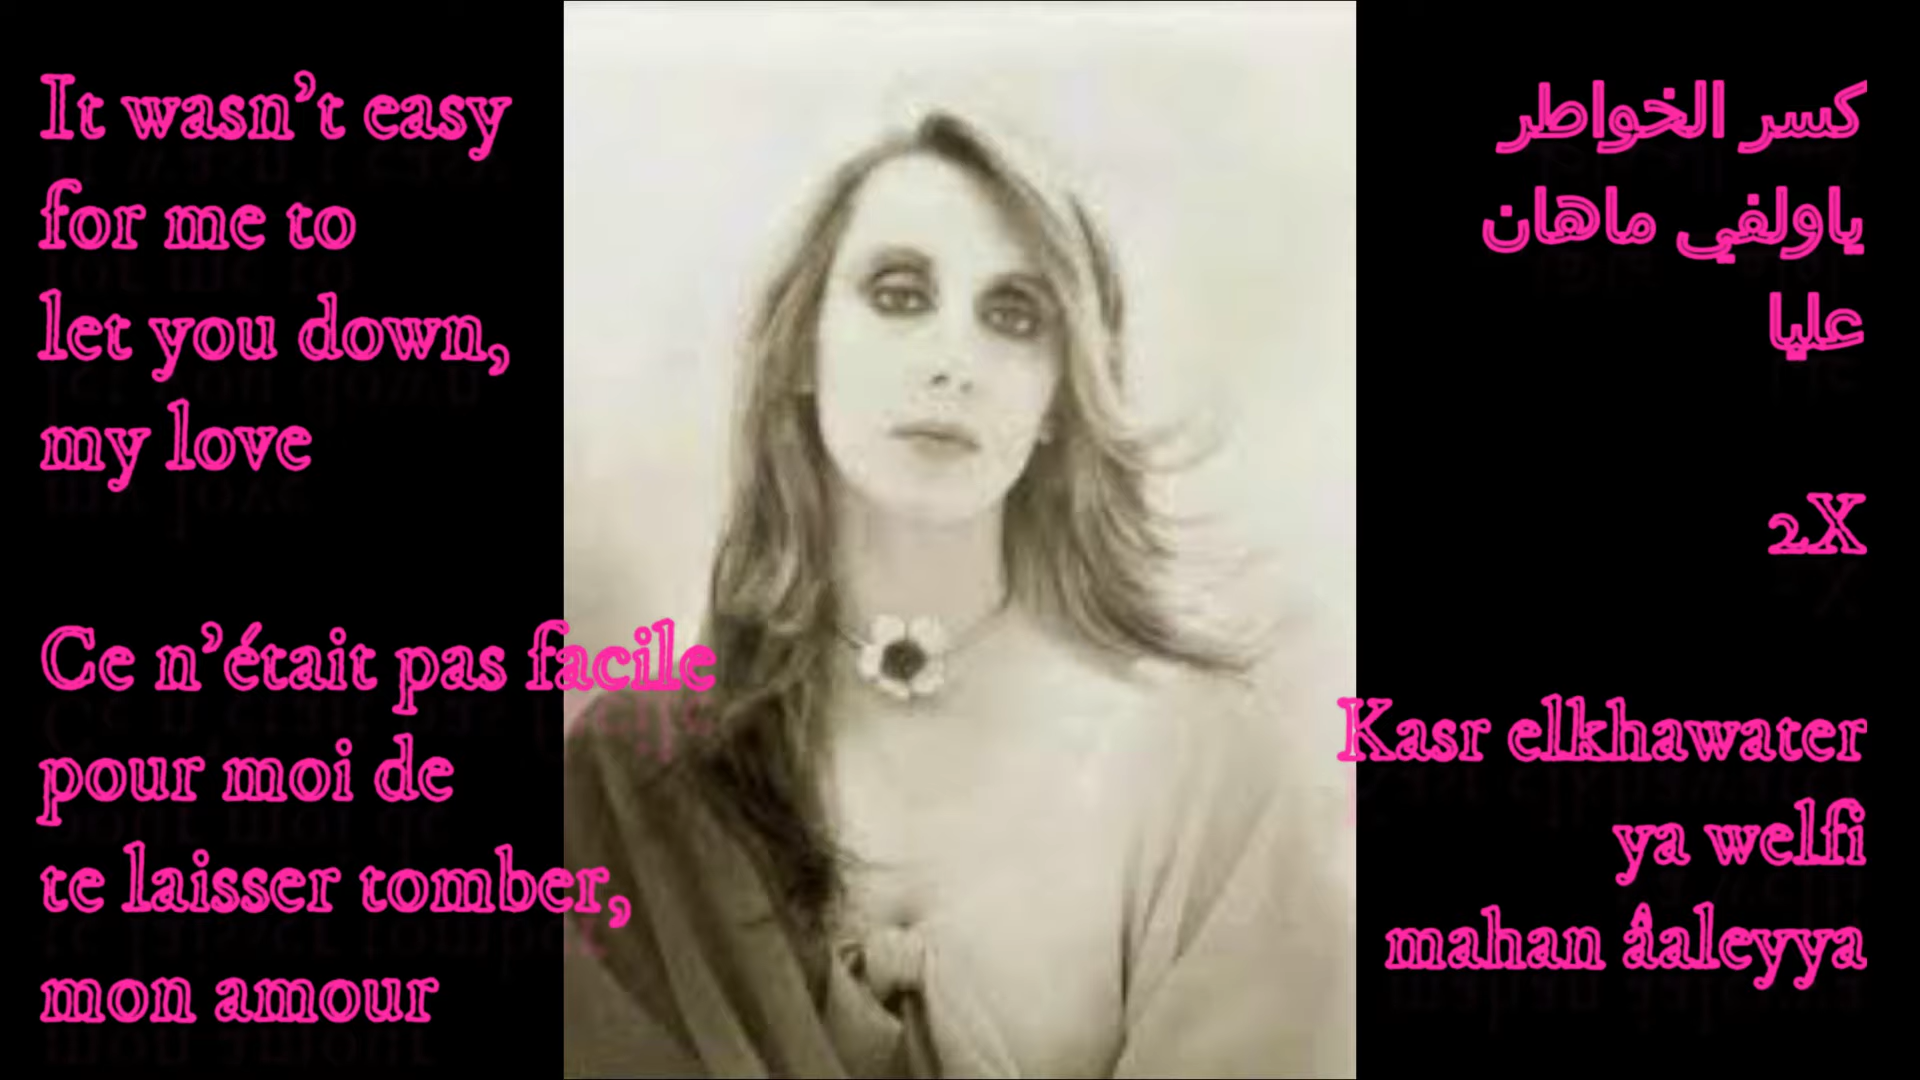 It wasn't easy
for me to
let you down,
my love
Ce n'était pas facile
pour moi de
te laisser tomber,
mon amour
كسر الخواطر
ياولفي ماهان
عليا
2X
Kasr elkhawater
ya welfi
mahan âaleyya